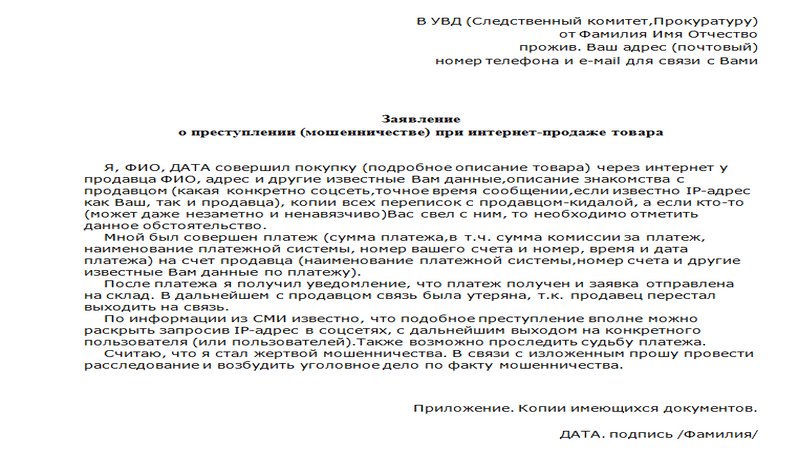 В УВД (Следственный комитет,Прокуратуру)
от Фамилия Имя Отчество
прожив. Ваш адрес (почтовый)
номер телефона и e-mail для связи с Вами
Заявление
о преступлении (мошенничестве) при интернет-продаже товара
Я, ФИО, ДАТА совершил покупку (подробное описание товара) через интернет у
продавца ФИО, адрес и другие известные Вам данные,описание знакомства с
продавцом (какая конкретно соцсеть,точное время сообщении,если известно IP-адрес
как Ваш, так и продавца), копии всех переписок с продавцом-кидалой, а если кто-то
(может даже незаметно и ненавязчиво)Вас свел с ним, то необходимо отметить
данное обстоятельство.
Мной был совершен платеж (сумма платежа,в т.ч. сумма комиссии за платеж,
наименование платежной системы, номер вашего счета и номер, время и дата
платежа) на счет продавца (наименование платежной системы,номер счета и другие
известные Вам данные по платежу).
После платежа я получил уведомление, что платеж получен и заявка отправлена
на склад. В дальнейшем с продавцом связь была утеряна, т.к. продавец перестал
выходить на связь.
По информации из СМИ известно, что подобное преступление вполне можно
раскрыть запросив IP-адрес в соцсетях, с дальнейшим выходом на конкретного
пользователя (или пользователей).Также возможно проследить судьбу платежа.
Считаю, что я стал жертвой мошенничества. В связи с изложенным прошу провести
расследование и возбудить уголовное дело по факту мошенничества.
Приложение. Копии имеющихся документов.
ДАТА. подпись /Фамилия/